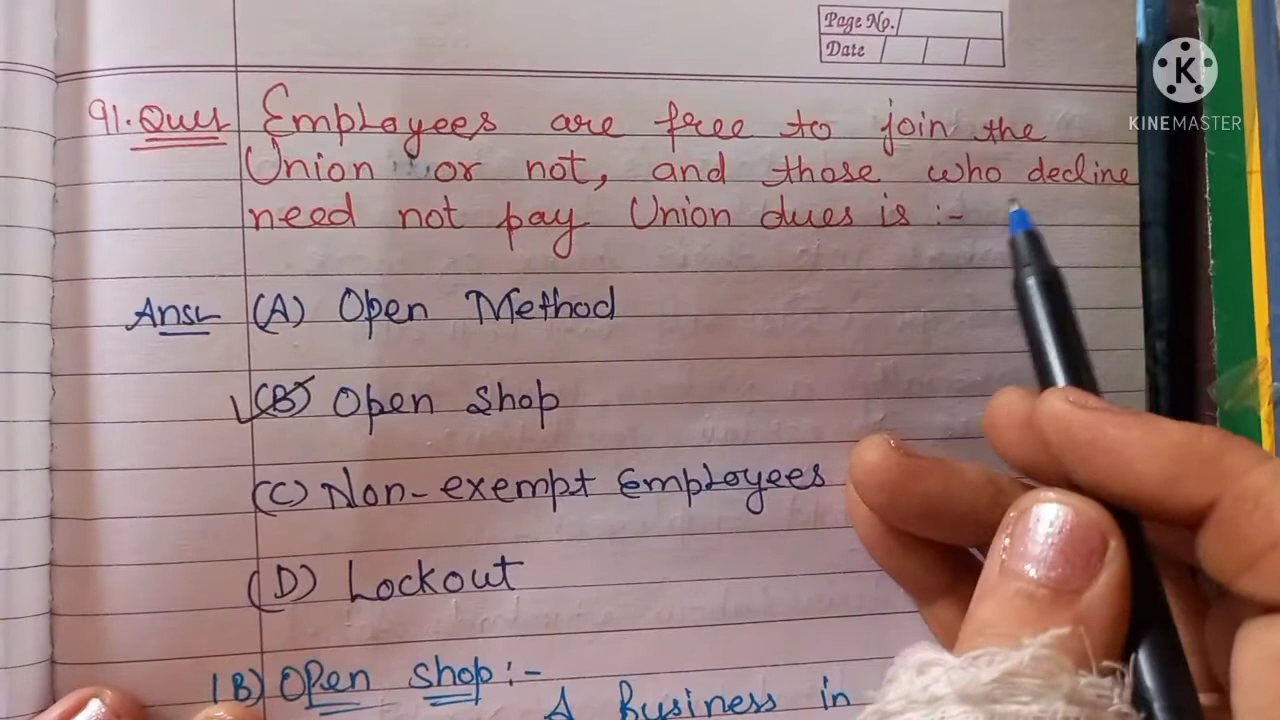 Page No.
Date
KINEMASTER
91. Ques Employees are free to join the
Union or not, and those who decline
need not pay Union dues is :-
Ans (A) Open Method
(B) Open Shop
(C) Non-exempt Employees
(D) Lockout
(B) Open Shop :-
A Business in